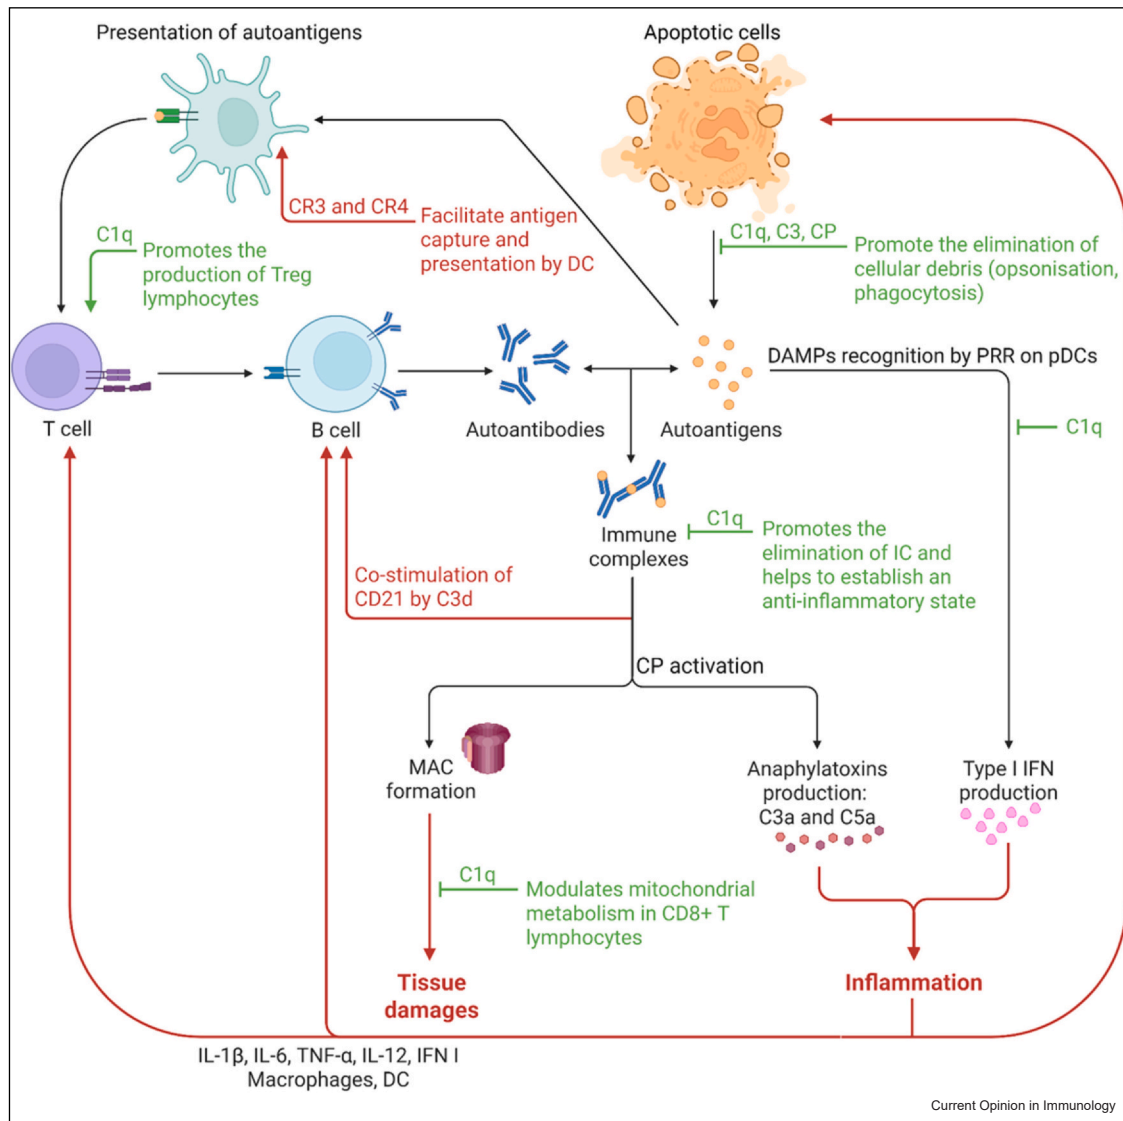 Presentation of autoantigens
Apoptotic cells
CR3 and CR4
Facilitate antigen
capture and
presentation by DC
C1q
Promotes the
production of Treg
lymphocytes
C1q, C3, CP
Promote the elimination of
cellular debris (opsonisation,
phagocytosis)
DAMPs recognition by PRR on pDCs
C1q
T cell
B cell
Autoantibodies
Autoantigens
Immune
complexes
C1q
Promotes the
elimination of IC and
helps to establish an
anti-inflammatory state
Co-stimulation of
CD21 by C3d
CP activation
MAC
formation
Anaphylatoxins
production:
C3a and C5a
Type I IFN
production
C1q
Modulates mitochondrial
metabolism in CD8+ T
lymphocytes
Tissue
damages
Inflammation
IL-1β, IL-6, TNF-α, IL-12, IFN I
Macrophages, DC
Current Opinion in Immunology